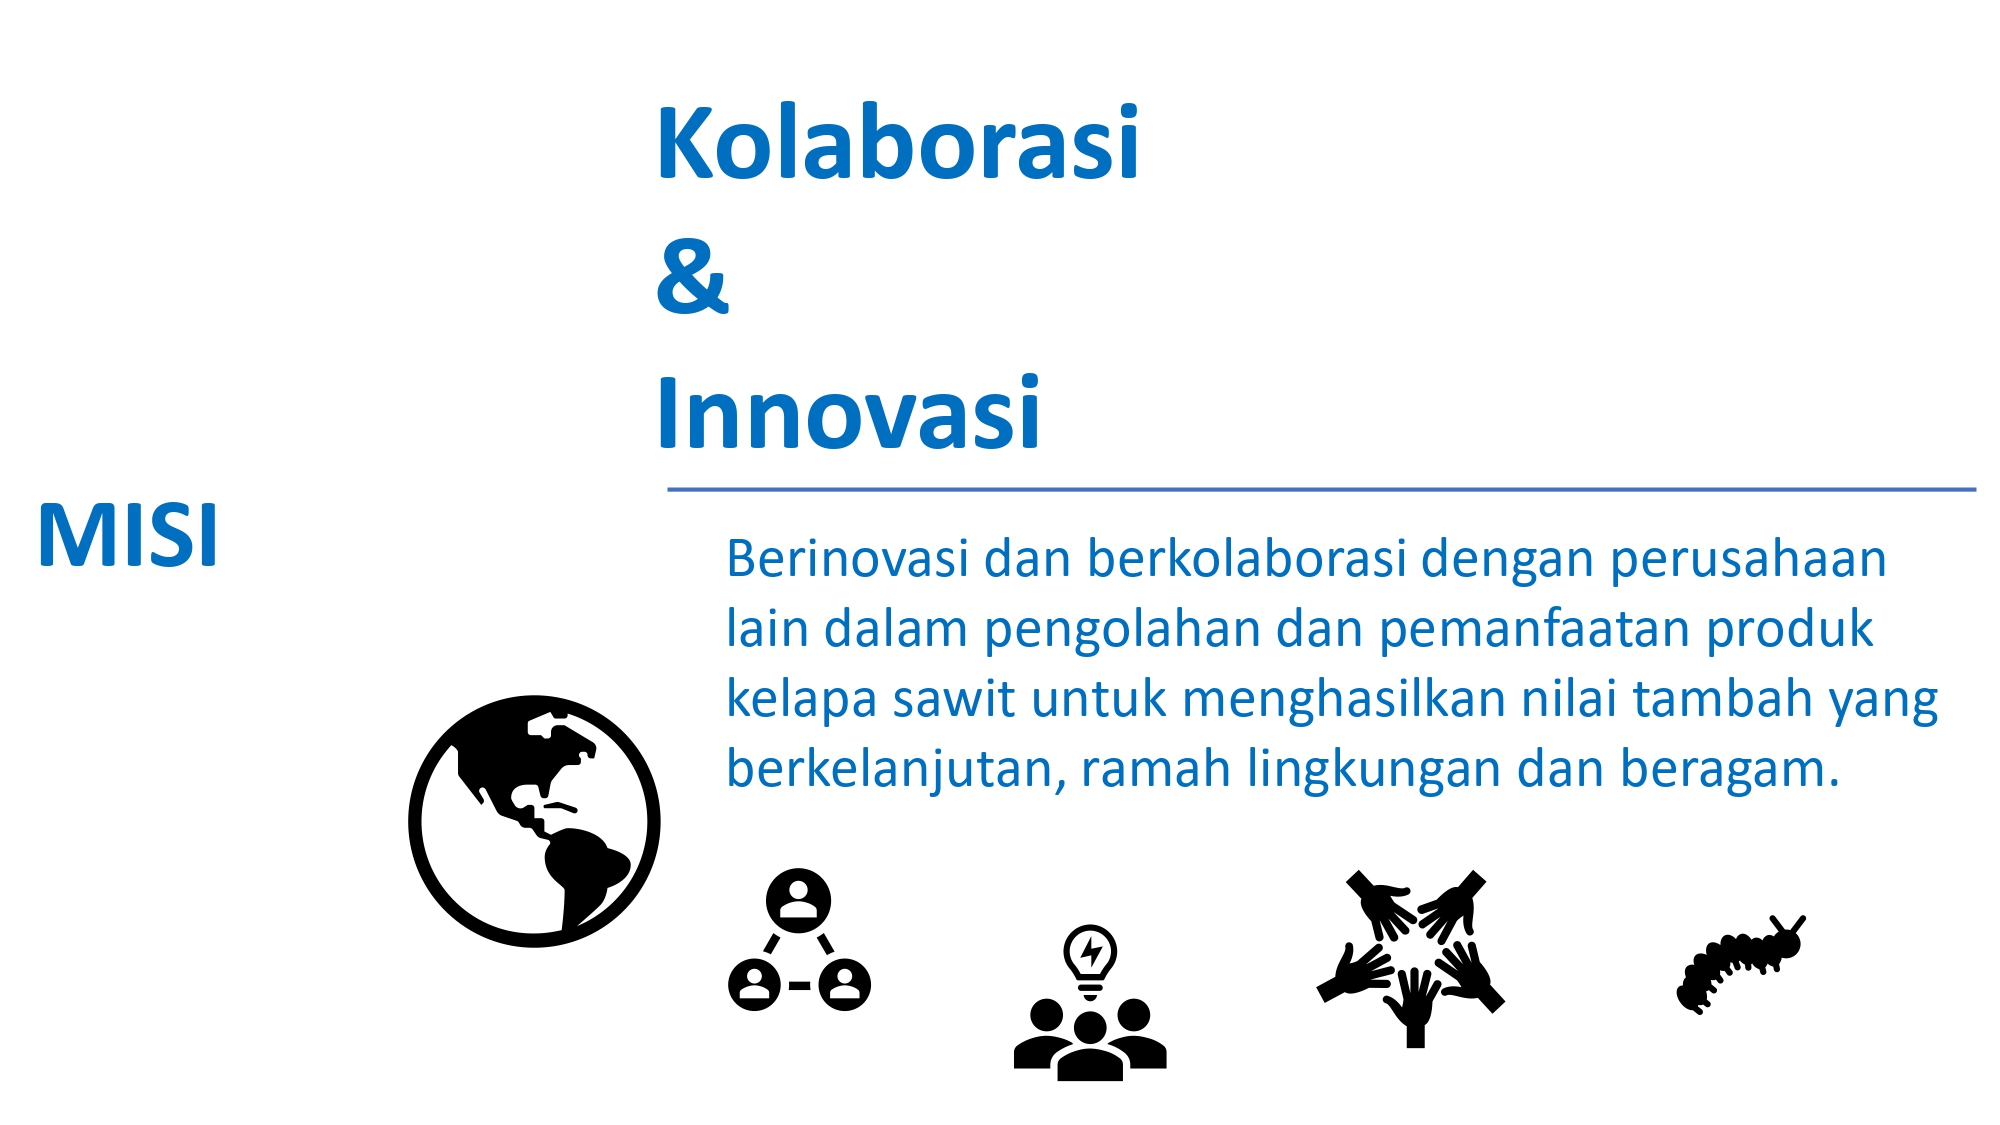 Kolaborasi
&
Innovasi
MISI
Berinovasi dan berkolaborasi dengan perusahaan
lain dalam pengolahan dan pemanfaatan produk
kelapa sawit untuk menghasilkan nilai tambah yang
berkelanjutan, ramah lingkungan dan beragam.